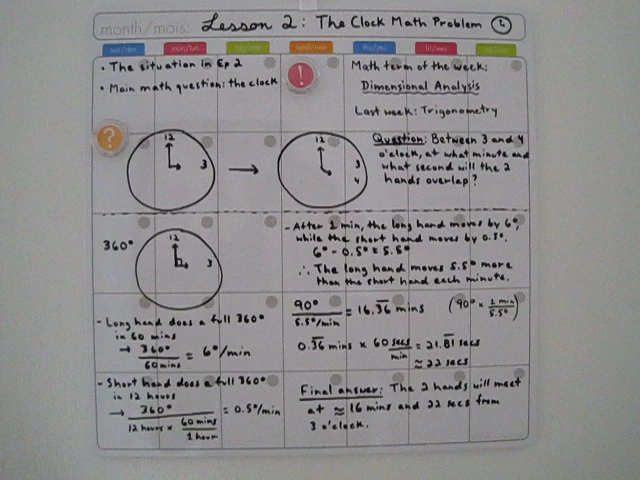 month/mois: Lesson 2: The Clock Math Problem
• The situation in Ep 2
• Main math question: the clock
!
Math term of the week:
Dimensional Analysis
Last week: Trigonometry
?
12
3
12
3
4
Question: Between 3 and 4
o'clock, at what minute and
what second will the 2
hands overlap?
360°
12
3
- After 1 min, the long hand moves by 6°,
while the short hand moves by 0.5°.
6° - 0.5° = 5.5°
∴ The long hand moves 5.5° more
than the short hand each minute.
- Long hand does a full 360°
in 60 mins
→ 360° / 60 mins = 6°/min
90° / 5.5°/min = 16.3̅6̅ mins (90° × 1 min / 5.5°)
0.3̅6̅ mins × 60 secs / min = 21.8̅1̅ secs
≈ 22 secs
- Short hand does a full 360°
in 12 hours
→ 360° / 12 hours × 60 mins / 1 hour = 0.5°/min
Final answer: The 2 hands will meet
at ≈ 16 mins and 22 secs from
3 o'clock.